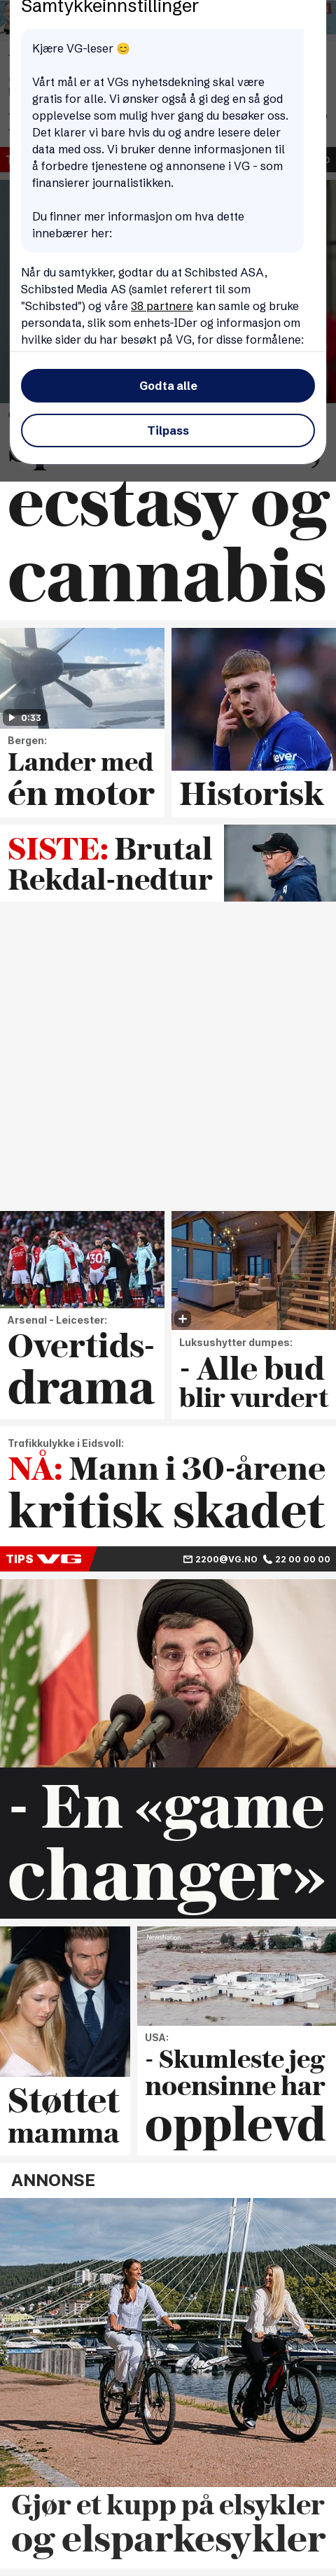 Samtykkeinnstillinger
Kjære VG-leser 😊
Vårt mål er at VGs nyhetsdekning skal være
gratis for alle. Vi ønsker også å gi deg en så god
opplevelse som mulig hver gang du besøker oss.
Det klarer vi bare hvis du og andre lesere deler
data med oss. Vi bruker denne informasjonen til
å forbedre tjenestene og annonsene i VG - som
finansierer journalistikken.
Du finner mer informasjon om hva dette
innebærer her:
Når du samtykker, godtar du at Schibsted ASA,
Schibsted Media AS (samlet referert til som
"Schibsted") og våre 38 partnere kan samle og bruke
persondata, slik som enhets-IDer og informasjon om
hvilke sider du har besøkt på VG, for disse formålene:
Godta alle
Tilpass
ecstasy og
cannabis
0:33
Bergen:
Lander med
én motor
Historisk
SISTE: Brutal
Rekdal-nedtur
Arsenal - Leicester:
Overtids-
drama
Luksushytter dumpes:
- Alle bud
blir vurdert
Trafikkulykke i Eidsvoll:
NÅ: Mann i 30-årene
kritisk skadet
TIPS VG 2200@VG.NO 22 00 00 00
- En «game
changer»
Støttet
mamma
NewsNation
USA:
- Skumleste jeg
noensinne har
opplevd
ANNONSE
Gjør et kupp på elsykler
og elsparkesykler